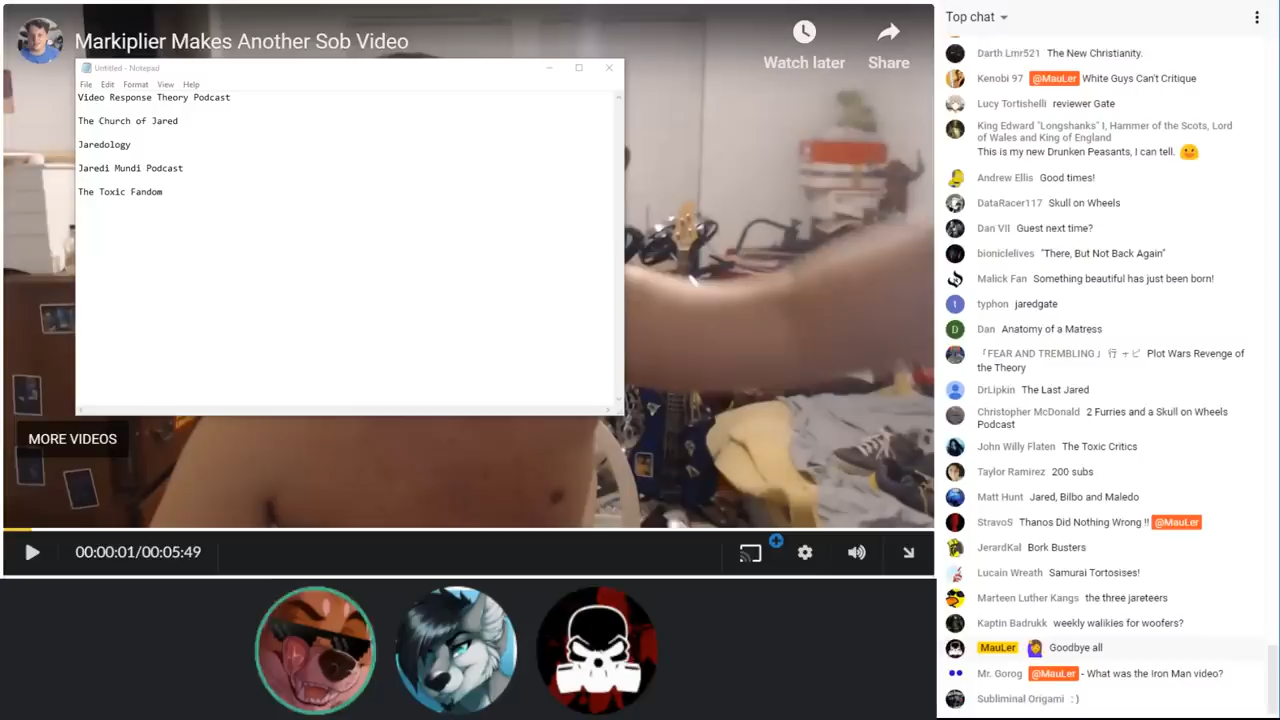 Markiplier Makes Another Sob Video
Watch later
Share
Untitled - Notepad
File Edit Format View Help
Video Response Theory Podcast
The Church of Jared
Jaredology
Jaredi Mundi Podcast
The Toxic Fandom
MORE VIDEOS
00:00:01/00:05:49
Top chat
Darth Lmr521 The New Christianity.
Kenobi 97 @MauLer White Guys Can't Critique
Lucy Tortishelli reviewer Gate
King Edward "Longshanks" I, Hammer of the Scots, Lord
of Wales and King of England
This is my new Drunken Peasants, I can tell.
Andrew Ellis Good times!
DataRacer117 Skull on Wheels
Dan VII Guest next time?
bioniclelives "There, But Not Back Again"
Malick Fan Something beautiful has just been born!
t
typhon jaredgate
D
Dan Anatomy of a Matress
「FEAR AND TREMBLING」 行 Plot Wars Revenge of
the Theory
DrLipkin The Last Jared
Christopher McDonald 2 Furries and a Skull on Wheels
Podcast
John Willy Flaten The Toxic Critics
Taylor Ramirez 200 subs
Matt Hunt Jared, Bilbo and Maledo
StravoS Thanos Did Nothing Wrong !! @MauLer
JerardKal Bork Busters
Lucain Wreath Samurai Tortosises!
Marteen Luther Kangs the three jareteers
Kaptin Badrukk weekly walikies for woofers?
MauLer Goodbye all
Mr. Gorog @MauLer - What was the Iron Man video?
Subliminal Origami : )